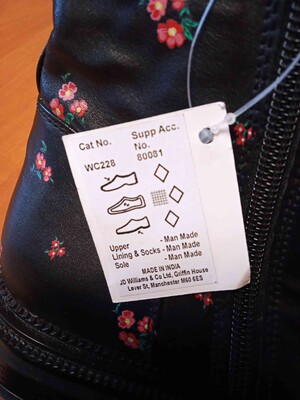 Cat No. Supp Acc.
No.
WC228 80081
Upper - Man Made
Lining & Socks - Man Made
Sole - Man Made
MADE IN INDIA
JD Williams & Co Ltd, Griffin House
Lever St, Manchester M60 6ES